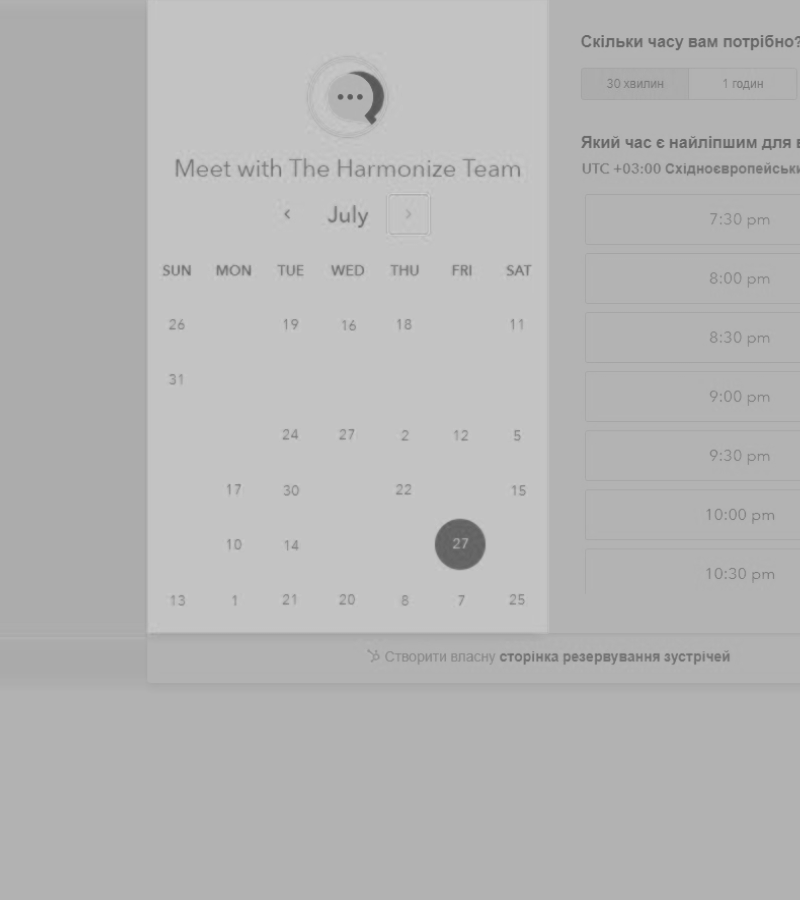 Meet with The Harmonize Team
July
SUN MON TUE WED THU FRI SAT
26 19 16 18 11
31
24 27 2 12 5
17 30 22 15
10 14 27
13 1 21 20 8 7 25
Скільки часу вам потрібно?
30 хвилин 1 годин
Який час є найліпшим для
UTC +03:00
7:30 pm
8:00 pm
8:30 pm
9:00 pm
9:30 pm
10:00 pm
10:30 pm
Створити власну сторінка резервування зустрічей